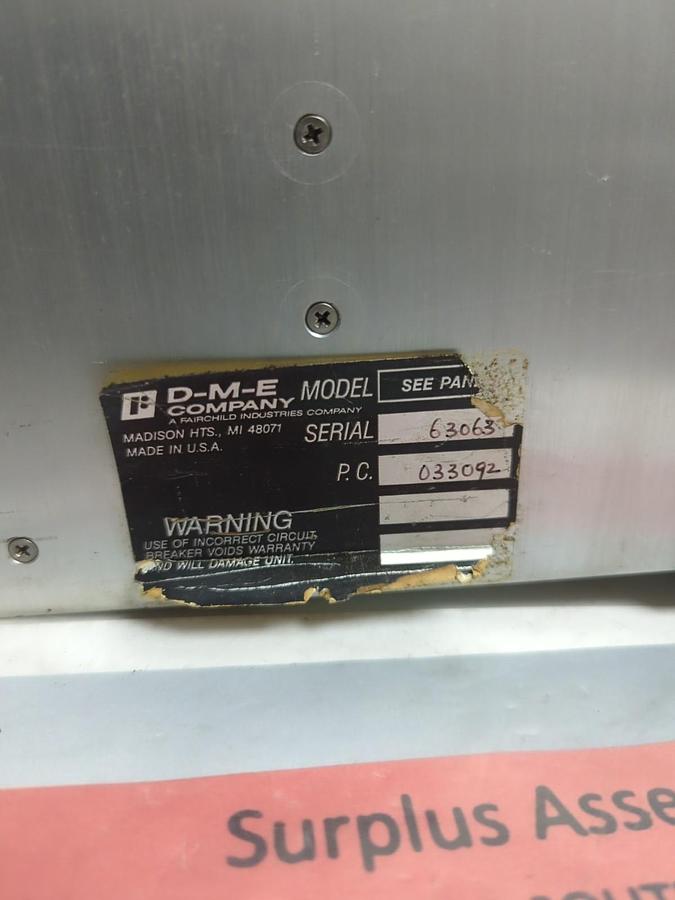 D-M-E
COMPANY
A FAIRCHILD INDUSTRIES COMPANY
MADISON HTS., MI 48071
MADE IN U.S.A.
MODEL SEE
SERIAL 63063
P.C. 033092
WARNING
USE OF INCORRECT CIRCUIT
BREAKER VOIDS WARRANTY
AND WILL DAMAGE UNIT.
Surplus Asse